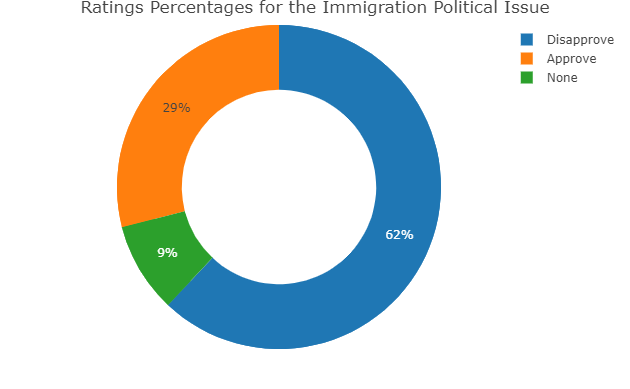 Ratings Percentages for the Immigration Political Issue
Disapprove
Approve
None
29%
62%
9%